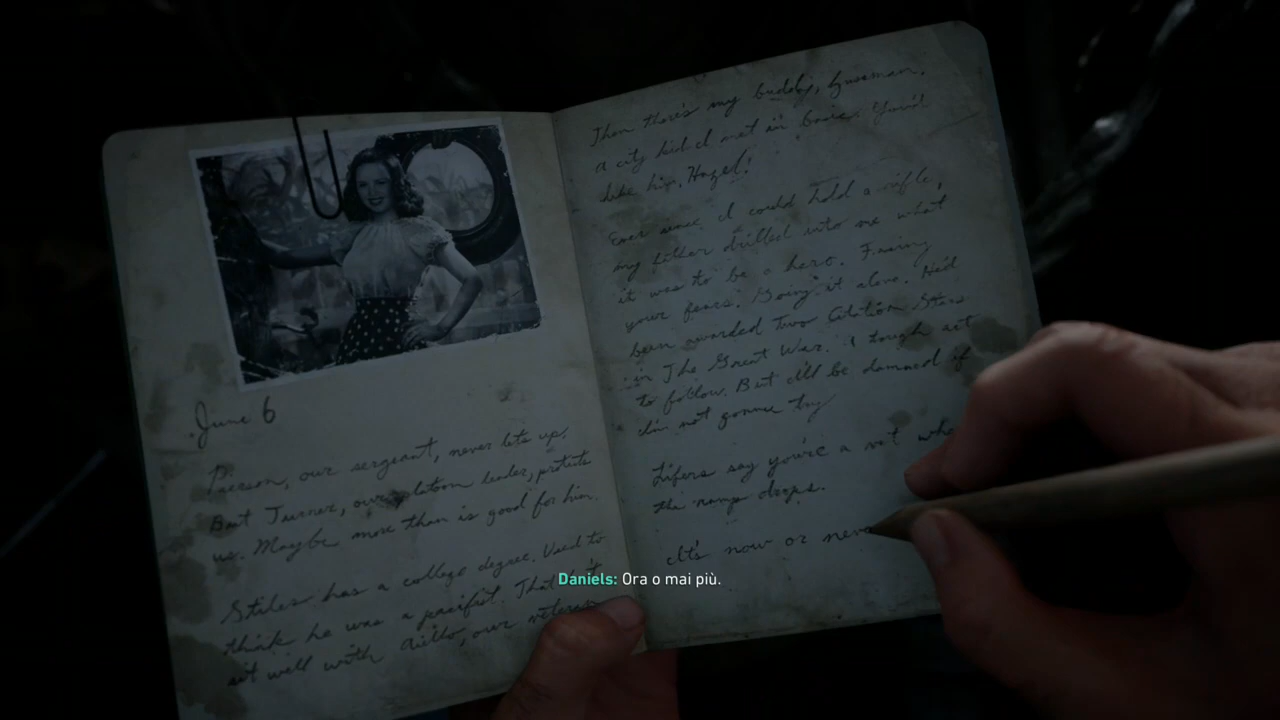 June 6
Pierson, our sergeant, never lets up.
But Turner, our platoon leader, protects
us. Maybe more than is good for him.
Stiles has a college degree. Used to
think he was a pacifist. That
sit well with Aiello, our veteran
Then there's my buddy, Zussman.
A city kid I met in basic. You'd
like him, Hazel!
Ever since I could hold a rifle,
my father drilled into me what
it was to be a hero. Facing
your fears. Going it alone. He'd
been awarded Two Citation Stars
in The Great War. A tough act
to follow. But I'll be damned if
I'm not gonna try
Lifers say you're a vet when
the ramp drops.
It's now or neve
Daniels: Ora o mai più.